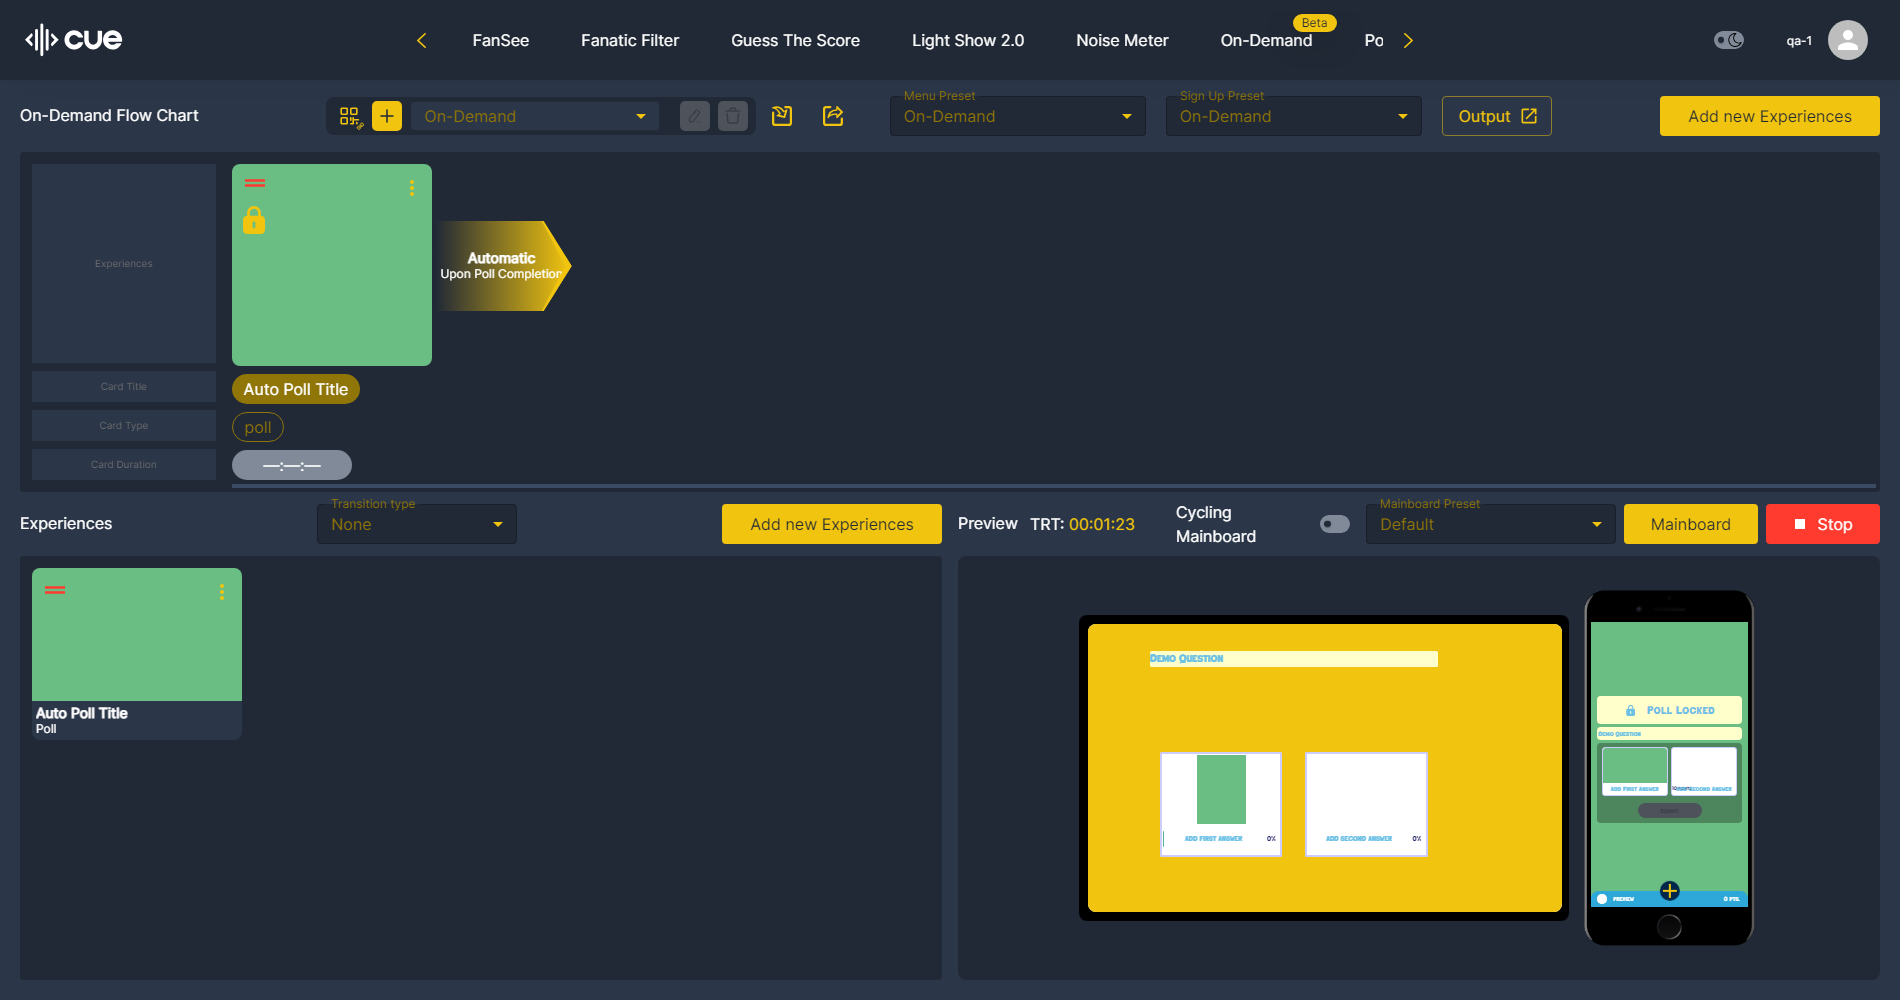 cue
FanSee
Fanatic Filter
Guess The Score
Light Show 2.0
Noise Meter
Beta
On-Demand
Po
qa-1
On-Demand Flow Chart
On-Demand
Menu Preset
On-Demand
Sign Up Preset
On-Demand
Output
Add new Experiences
Experiences
Automatic
Upon Poll Completion
Card Title
Auto Poll Title
Card Type
poll
Card Duration
—:—:—
Experiences
Transition type
None
Add new Experiences
Preview
TRT: 00:01:23
Cycling
Mainboard
Mainboard Preset
Default
Mainboard
Stop
Auto Poll Title
Poll
Demo Question
Add First Answer
0%
Add Second Answer
0%
Poll Locked
Demo Question
Add First Answer
Add Second Answer
Preview
0 Pts.